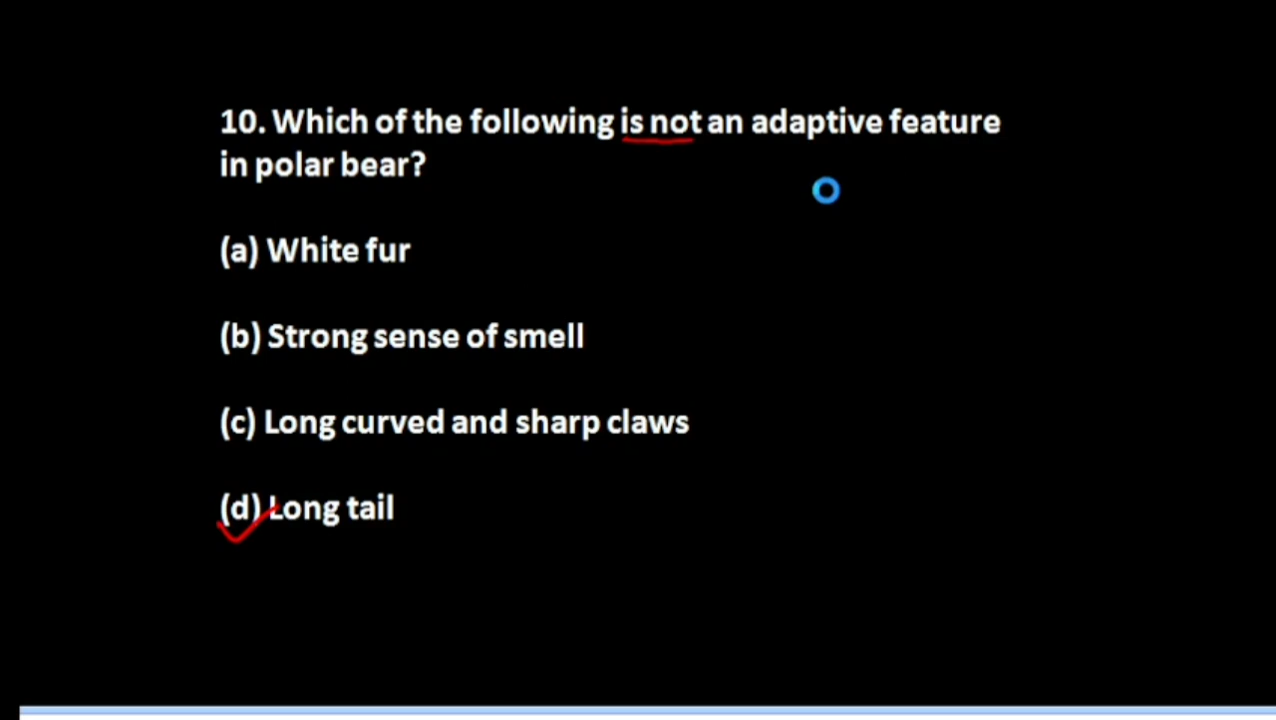 10. Which of the following is not an adaptive feature
in polar bear?
(a) White fur
(b) Strong sense of smell
(c) Long curved and sharp claws
(d) Long tail